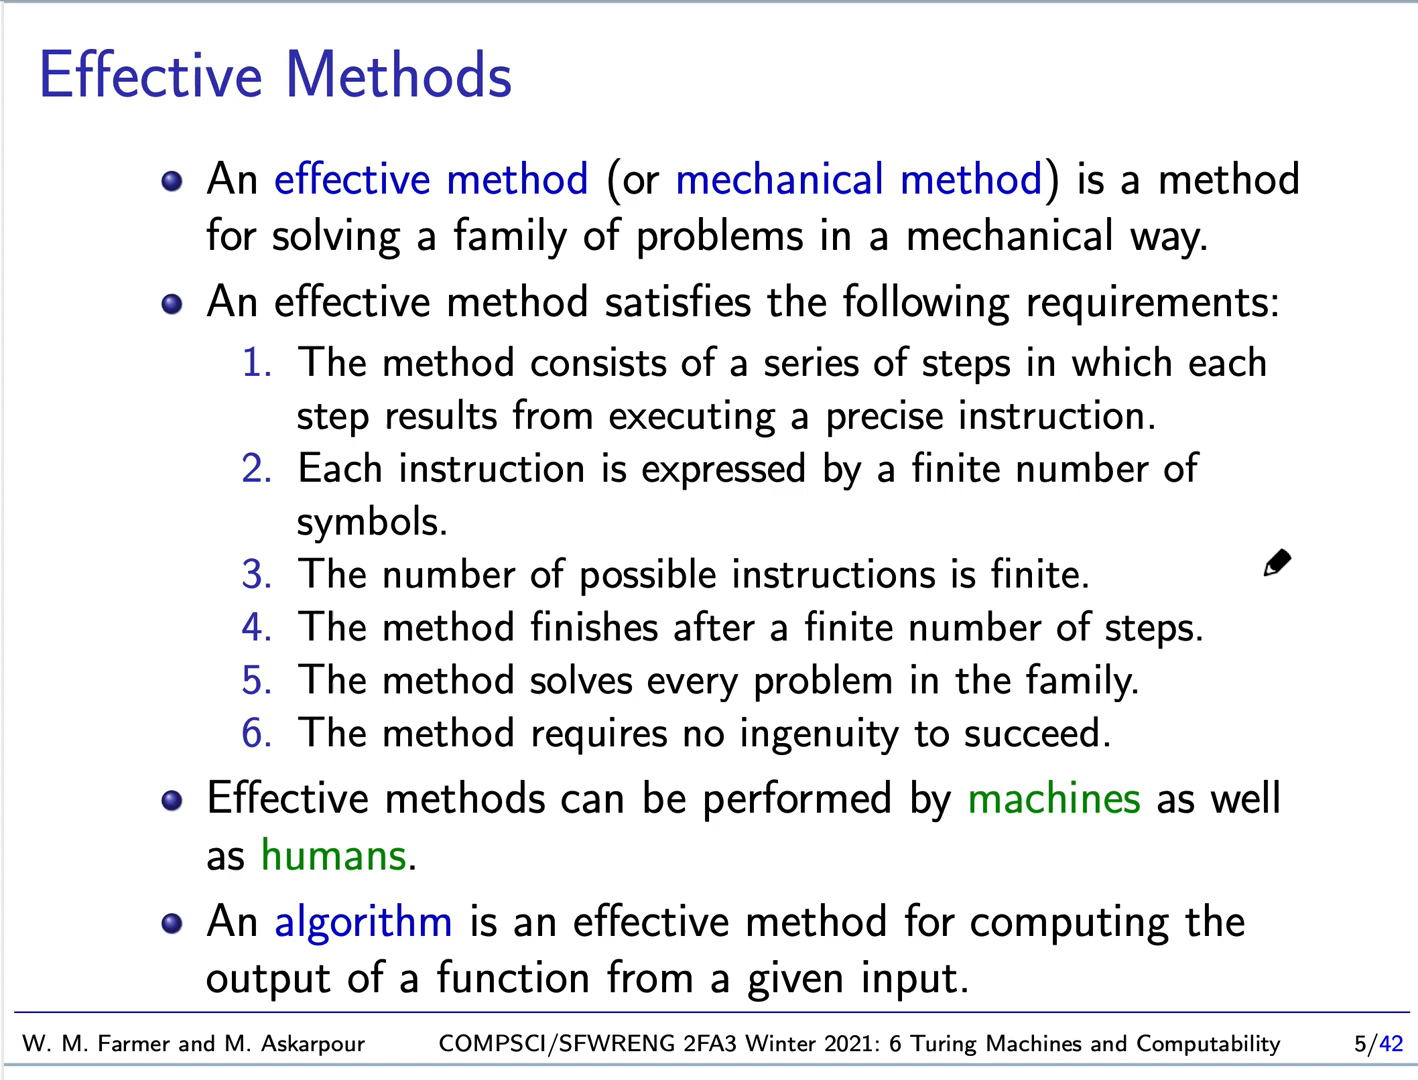 Effective Methods
An effective method (or mechanical method) is a method
for solving a family of problems in a mechanical way.
An effective method satisfies the following requirements:
1. The method consists of a series of steps in which each
step results from executing a precise instruction.
2. Each instruction is expressed by a finite number of
symbols.
3. The number of possible instructions is finite.
4. The method finishes after a finite number of steps.
5. The method solves every problem in the family.
6. The method requires no ingenuity to succeed.
Effective methods can be performed by machines as well
as humans.
An algorithm is an effective method for computing the
output of a function from a given input.
W. M. Farmer and M. Askarpour COMPSCI/SFWRENG 2FA3 Winter 2021: 6 Turing Machines and Computability 5/42